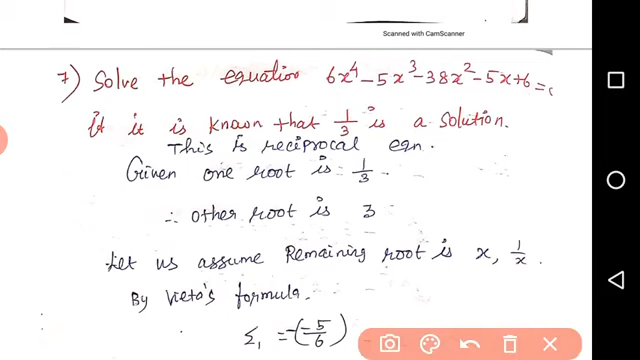 Scanned with CamScanner
7) Solve the equation 6x⁴ - 5x³ - 38x² - 5x + 6 = 0
If it is known that 1/3 is a solution.
This is reciprocal eqn.
Given one root is = 1/3
∴ other root is 3
Let us assume Remaining root is x, 1/x.
By Vieta's formula.
Σ₁ = -(-5/6)